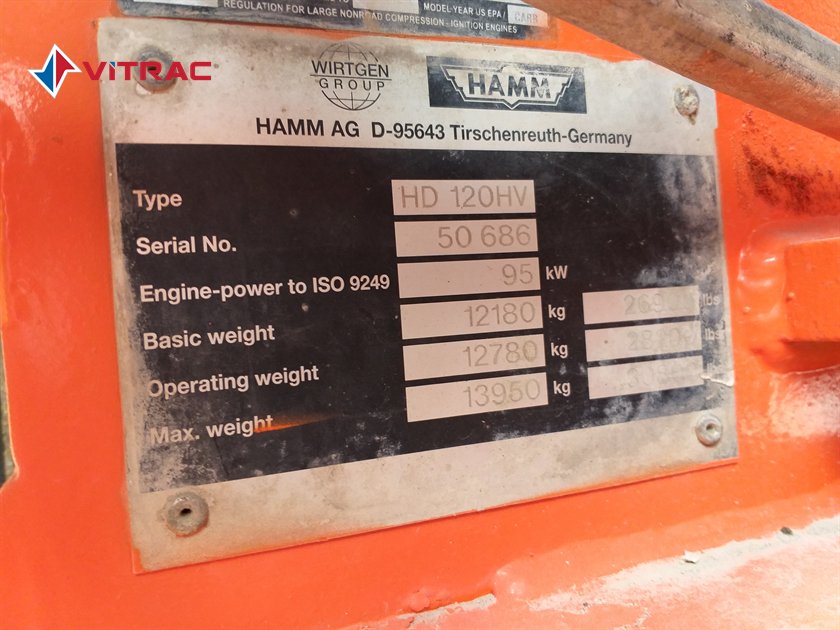 MODEL-YEAR US EPA / CARB
REGULATION FOR LARGE NONROAD COMPRESSION - IGNITION ENGINES
VITRAC
WIRTGEN
GROUP
HAMM
HAMM AG D-95643 Tirschenreuth-Germany
Type HD 120HV
Serial No. 50 686
Engine-power to ISO 9249 95 kW
Basic weight 12180 kg lbs
Operating weight 12780 kg lbs
Max. weight 13950 kg